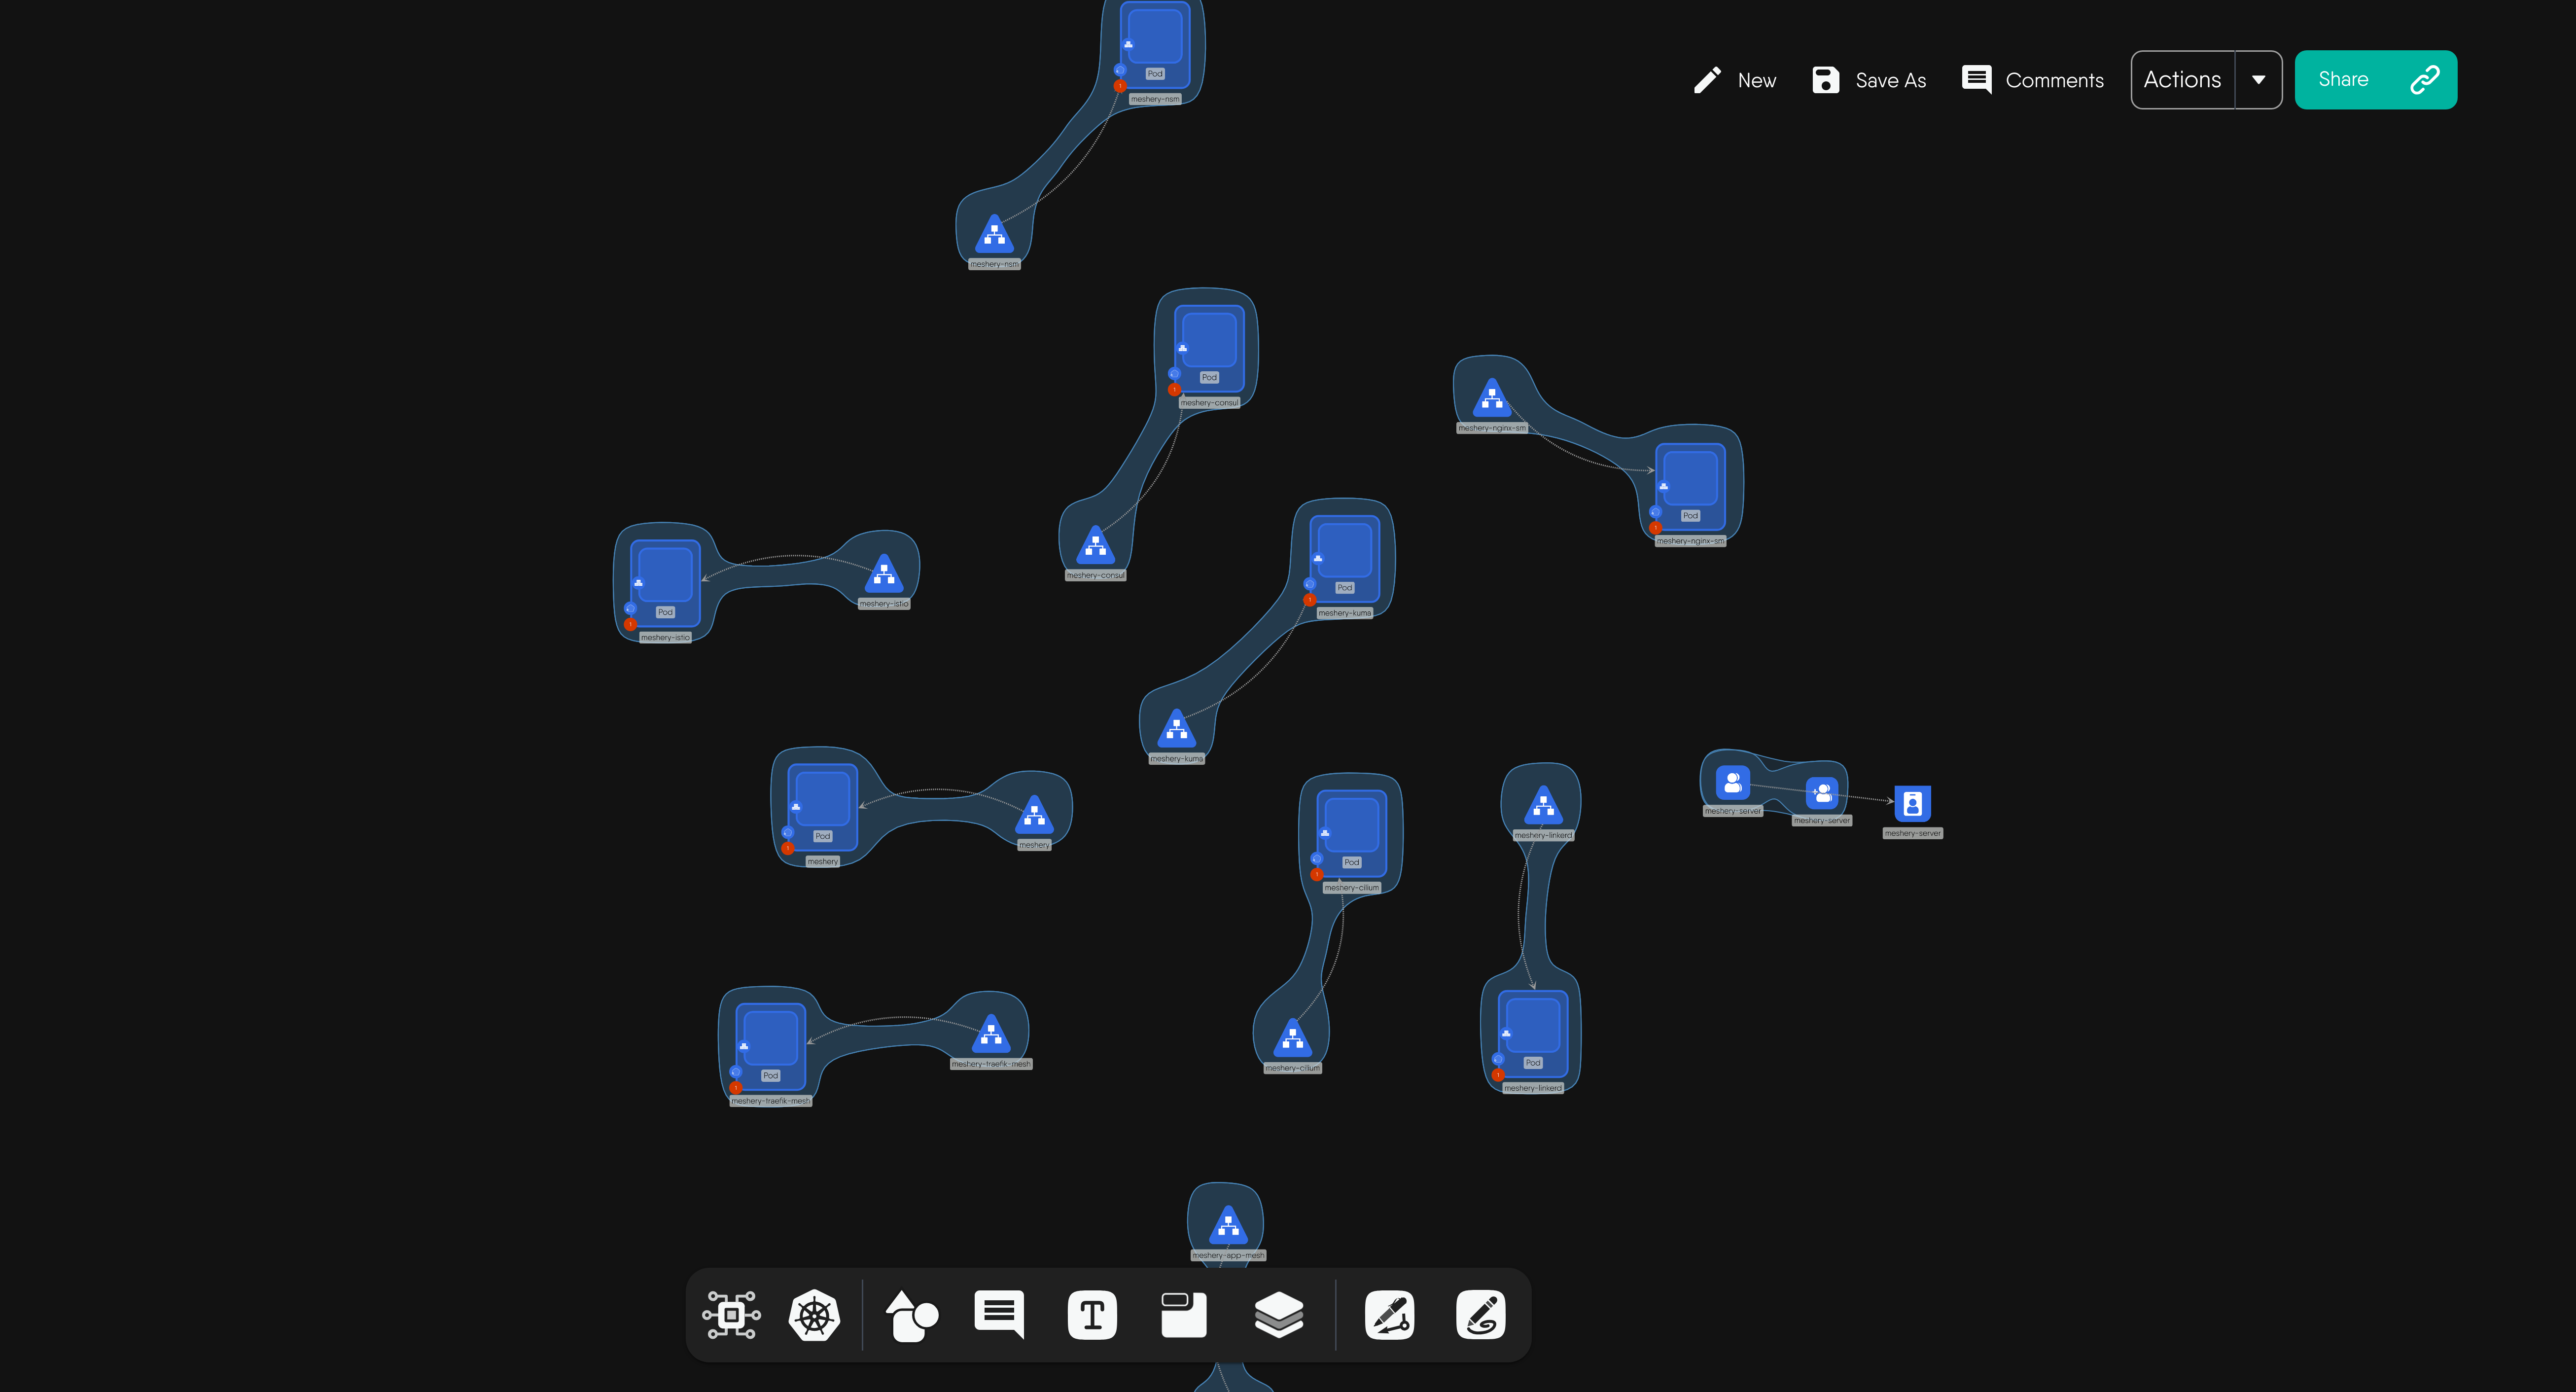 Pod
meshery-nsm
New
Save As
Comments
Actions
Share
meshery-nsm
Pod
meshery-consul
meshery-nginx-sm
Pod
meshery-nginx-sm
meshery-consul
Pod
meshery-istio
meshery-istio
Pod
meshery-kuma
meshery-kuma
Pod
meshery
meshery
Pod
meshery-cilium
meshery-linkerd
meshery-server
meshery-server
meshery-server
Pod
meshery-traefik-mesh
meshery-traefik-mesh
meshery-cilium
Pod
meshery-linkerd
meshery-app-mesh